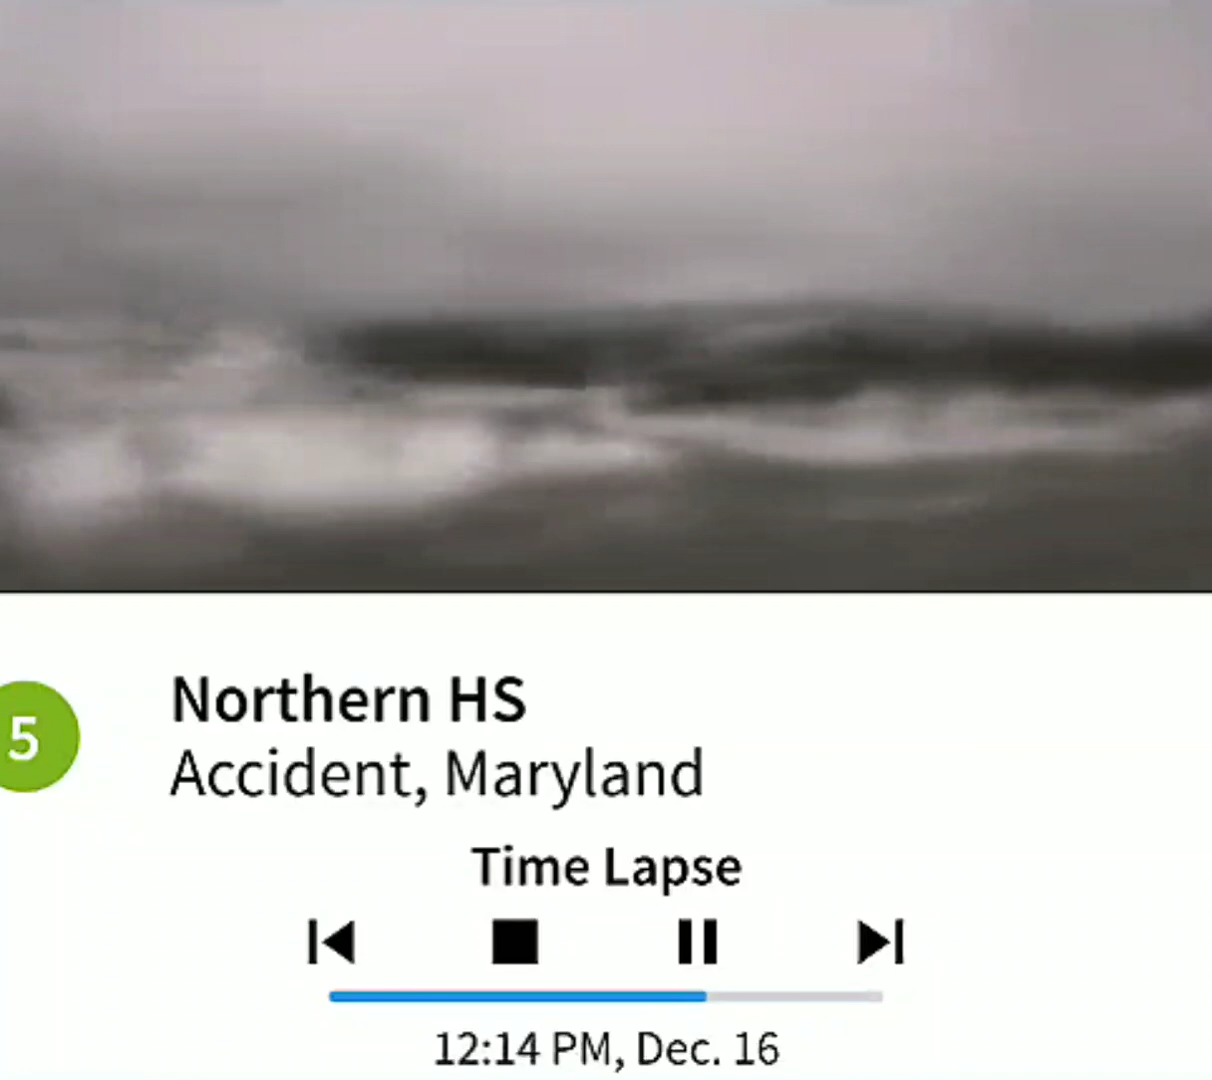 5
Northern HS
Accident, Maryland
Time Lapse
12:14 PM, Dec. 16